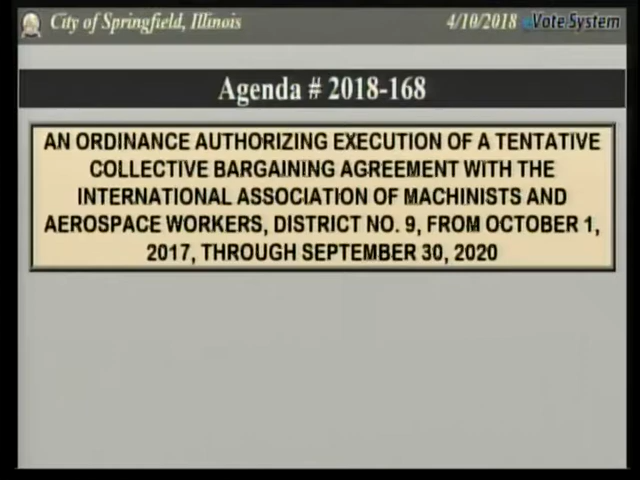 City of Springfield, Illinois 4/10/2018 eVote System
Agenda # 2018-168
AN ORDINANCE AUTHORIZING EXECUTION OF A TENTATIVE
COLLECTIVE BARGAINING AGREEMENT WITH THE
INTERNATIONAL ASSOCIATION OF MACHINISTS AND
AEROSPACE WORKERS, DISTRICT NO. 9, FROM OCTOBER 1,
2017, THROUGH SEPTEMBER 30, 2020